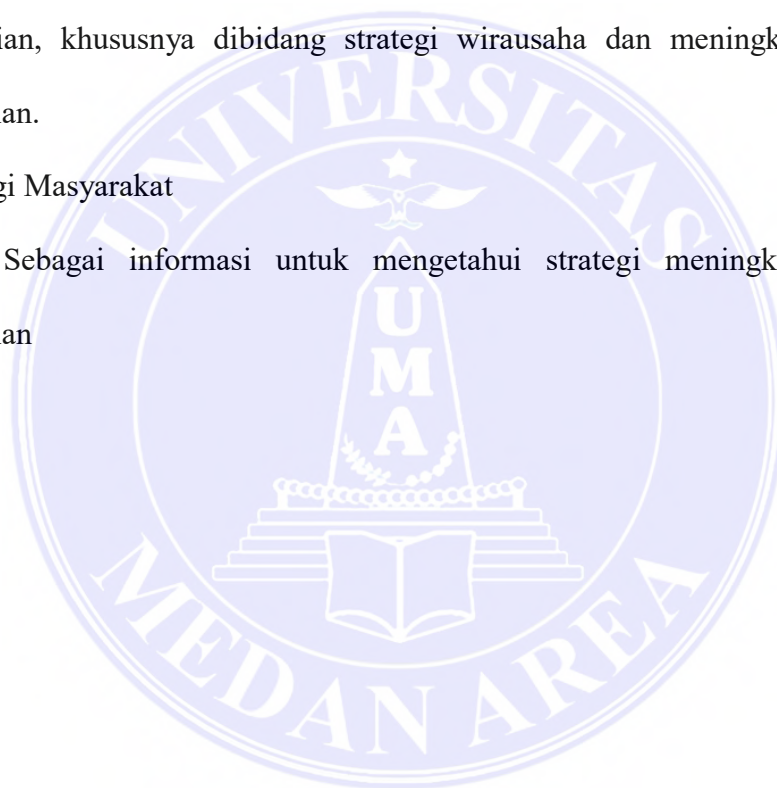 ian, khususnya dibidang strategi wirausaha dan meningk
an.
gi Masyarakat
Sebagai informasi untuk mengetahui strategi meningk
an
UNIVERSITAS
UMA
MEDAN AREA